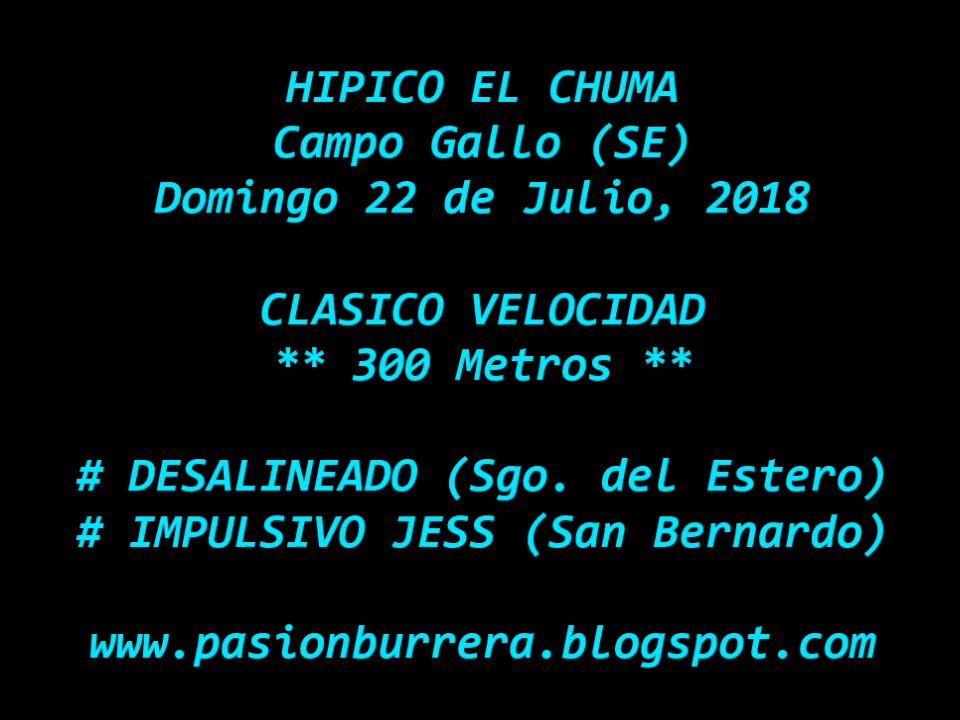 HIPICO EL CHUMA
Campo Gallo (SE)
Domingo 22 de Julio, 2018
CLASICO VELOCIDAD
** 300 Metros **
# DESALINEADO (Sgo. del Estero)
# IMPULSIVO JESS (San Bernardo)
www.pasionburrera.blogspot.com